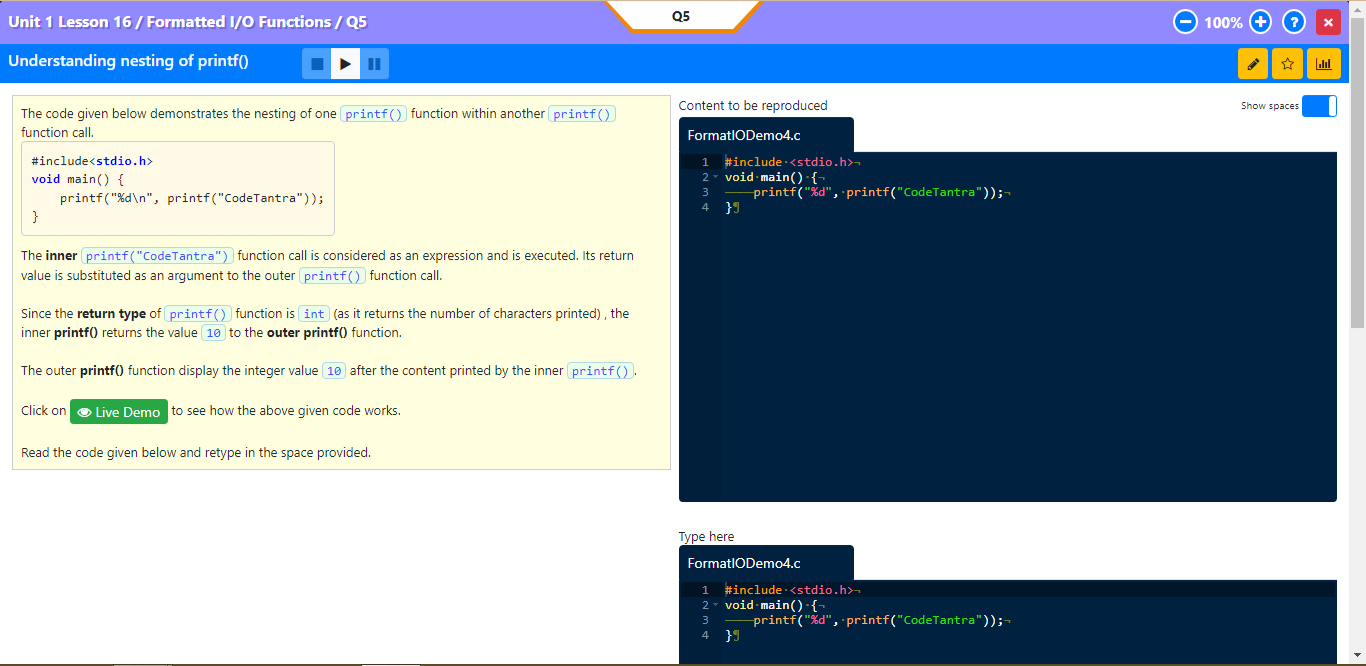 Unit 1 Lesson 16 / Formatted I/O Functions / Q5
Q5
100%
Understanding nesting of printf()
The code given below demonstrates the nesting of one printf() function within another printf()
function call.
#include<stdio.h>
void main() {
    printf("%d\n", printf("CodeTantra"));
}
The inner printf("CodeTantra") function call is considered as an expression and is executed. Its return
value is substituted as an argument to the outer printf() function call.
Since the return type of printf() function is int (as it returns the number of characters printed) , the
inner printf() returns the value 10 to the outer printf() function.
The outer printf() function display the integer value 10 after the content printed by the inner printf().
Click on Live Demo to see how the above given code works.
Read the code given below and retype in the space provided.
Content to be reproduced
Show spaces
FormatIODemo4.c
1 #include·<stdio.h>¬
2 void·main()·{¬
3 ————printf("%d",·printf("CodeTantra"));¬
4 }¶
Type here
FormatIODemo4.c
1 #include·<stdio.h>¬
2 void·main()·{¬
3 ————printf("%d",·printf("CodeTantra"));¬
4 }¶